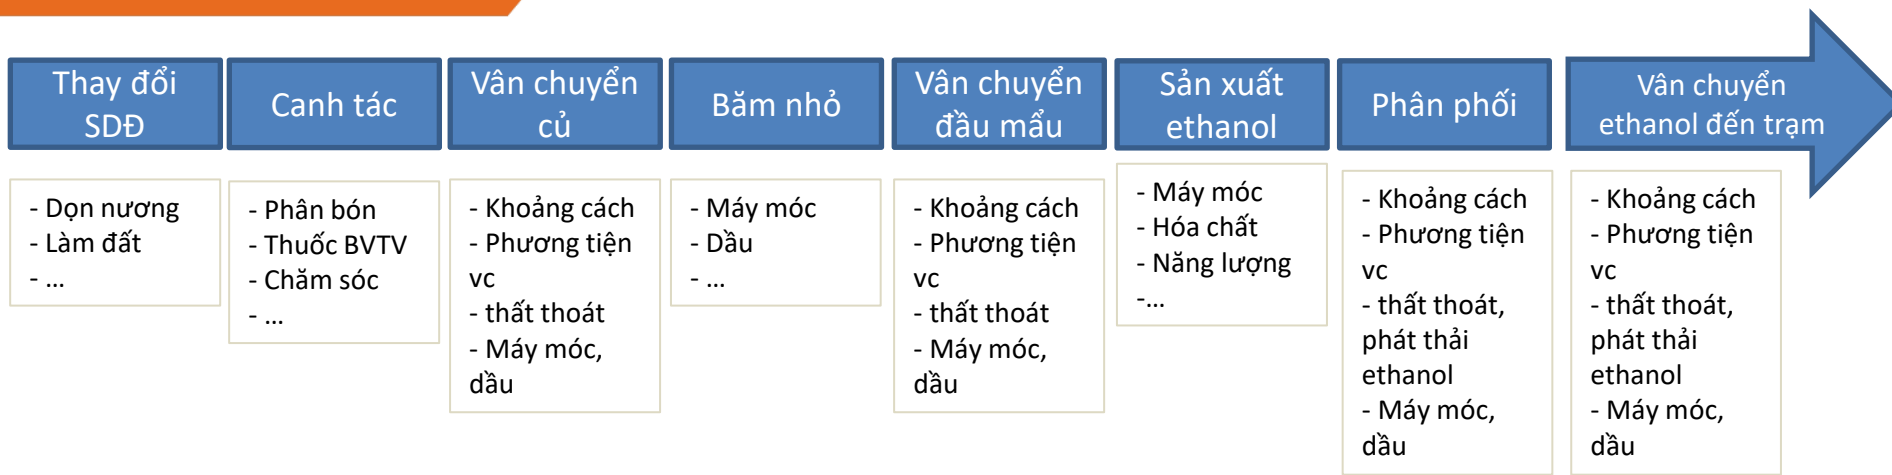 Thay đổi
SDĐ
Canh tác
Vân chuyển
củ
Băm nhỏ
Vân chuyển
đầu mẩu
Sản xuất
ethanol
Phân phối
Vân chuyển
ethanol đến trạm
- Dọn nương
- Làm đất
- ...
- Phân bón
- Thuốc BVTV
- Chăm sóc
- ...
- Khoảng cách
- Phương tiện
vc
- thất thoát
- Máy móc,
dầu
- Máy móc
- Dầu
- ...
- Khoảng cách
- Phương tiện
vc
- thất thoát
- Máy móc,
dầu
- Máy móc
- Hóa chất
- Năng lượng
-...
- Khoảng cách
- Phương tiện
vc
- thất thoát,
phát thải
ethanol
- Máy móc,
dầu
- Khoảng cách
- Phương tiện
vc
- thất thoát,
phát thải
ethanol
- Máy móc,
dầu